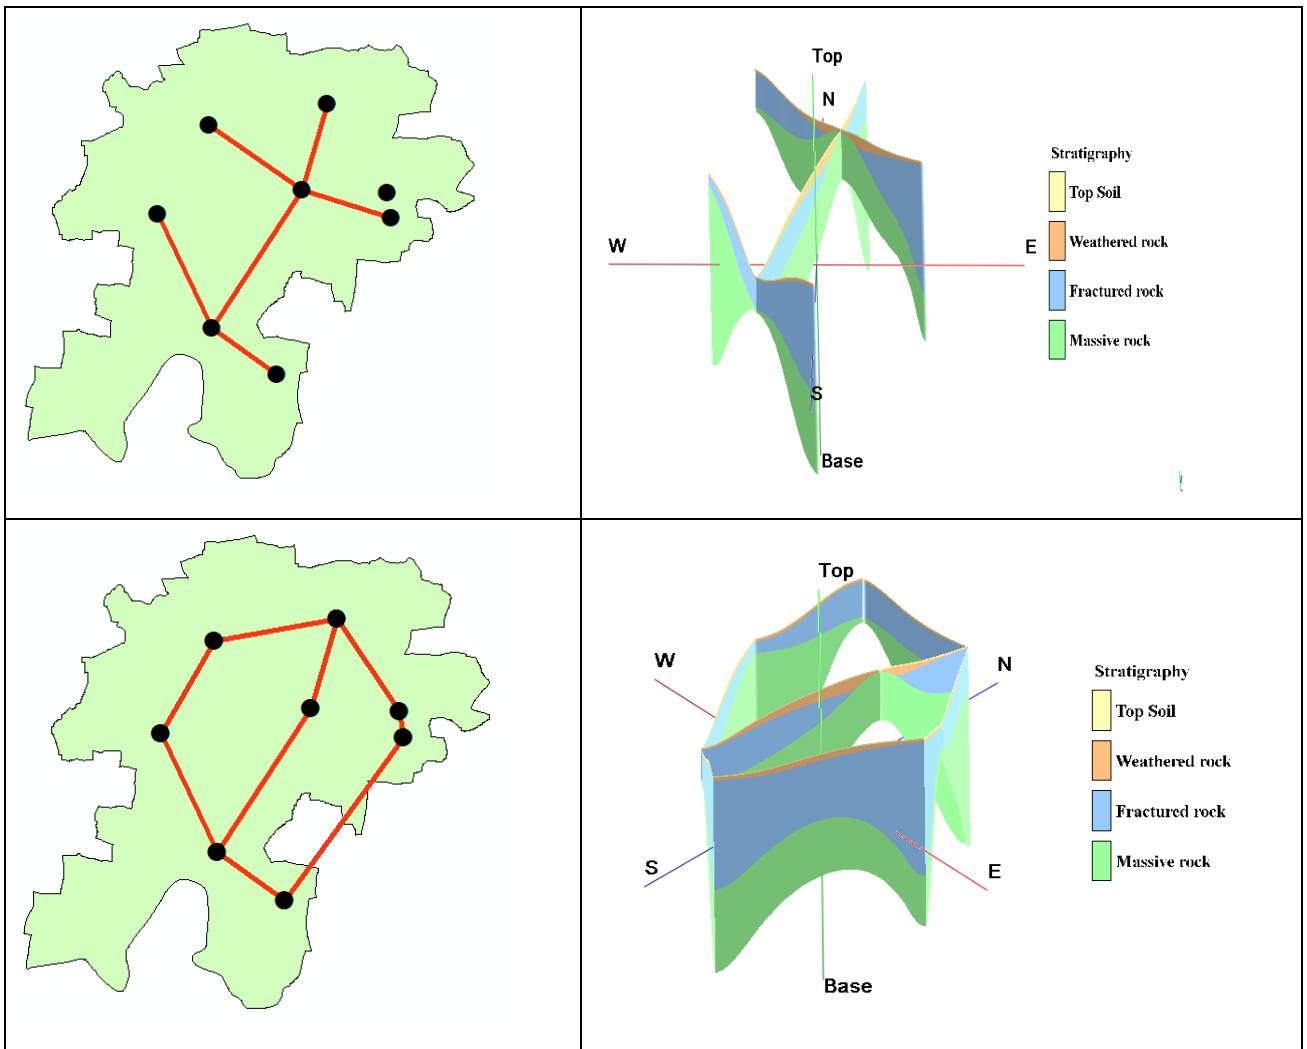 Top
N
Stratigraphy
Top Soil
W
E
Weathered rock
Fractured rock
Massive rock
S
Base
Top
W
N
Stratigraphy
Top Soil
Weathered rock
Fractured rock
S
E
Massive rock
Base